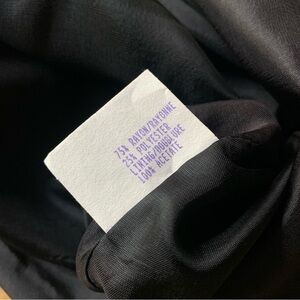 75% RAYON/RAYONNE
25% POLYESTER
LINING/DOUBLURE
100% ACETATE